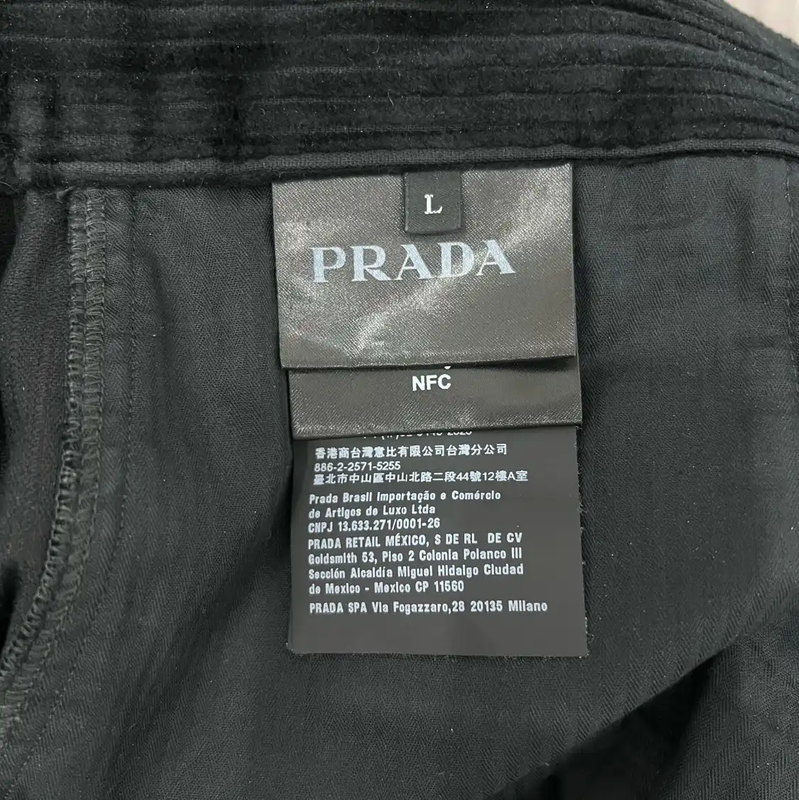 L
PRADA
NFC
香港商台灣意比有限公司台灣分公司
886-2-2571-5255
臺北市中山區中山北路二段44號12樓A室
Prada Brasil Importação e Comércio
de Artigos de Luxo Ltda
CNPJ 13.633.271/0001-26
PRADA RETAIL MÉXICO, S DE RL DE CV
Goldsmith 53, Piso 2 Colonia Polanco III
Sección Alcaldía Miguel Hidalgo Ciudad
de Mexico - Mexico CP 11560
PRADA SPA Via Fogazzaro,28 20135 Milano